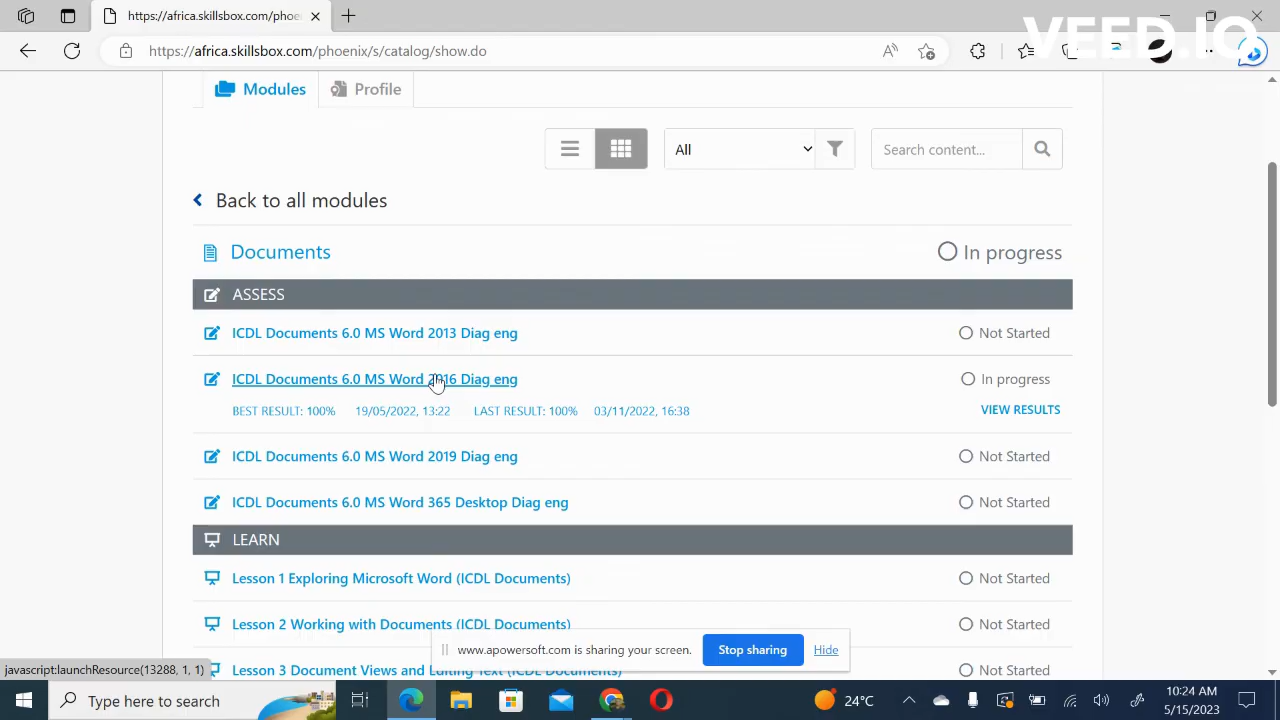 https://africa.skillsbox.com/phoe
https://africa.skillsbox.com/phoenix/s/catalog/show.do
VEED.IO
Modules
Profile
All
Search content...
Back to all modules
Documents
In progress
ASSESS
ICDL Documents 6.0 MS Word 2013 Diag eng
Not Started
ICDL Documents 6.0 MS Word 2016 Diag eng
In progress
BEST RESULT: 100% 19/05/2022, 13:22 LAST RESULT: 100% 03/11/2022, 16:38
VIEW RESULTS
ICDL Documents 6.0 MS Word 2019 Diag eng
Not Started
ICDL Documents 6.0 MS Word 365 Desktop Diag eng
Not Started
LEARN
Lesson 1 Exploring Microsoft Word (ICDL Documents)
Not Started
Lesson 2 Working with Documents (ICDL Documents)
Not Started
www.apowersoft.com is sharing your screen.
Stop sharing
Hide
javascript:launchResource(13288, 1, 1)
Lesson 3 Document Views and Editing Text (ICDL Documents)
Not Started
Type here to search
24°C
10:24 AM
5/15/2023